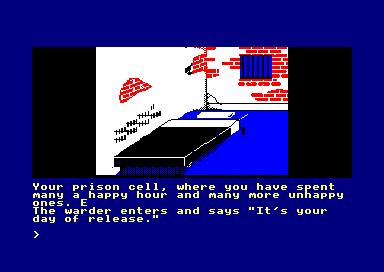 Your prison cell, where you have spent
many a happy hour and many more unhappy
ones. E
The warder enters and says "It's your
day of release."
>